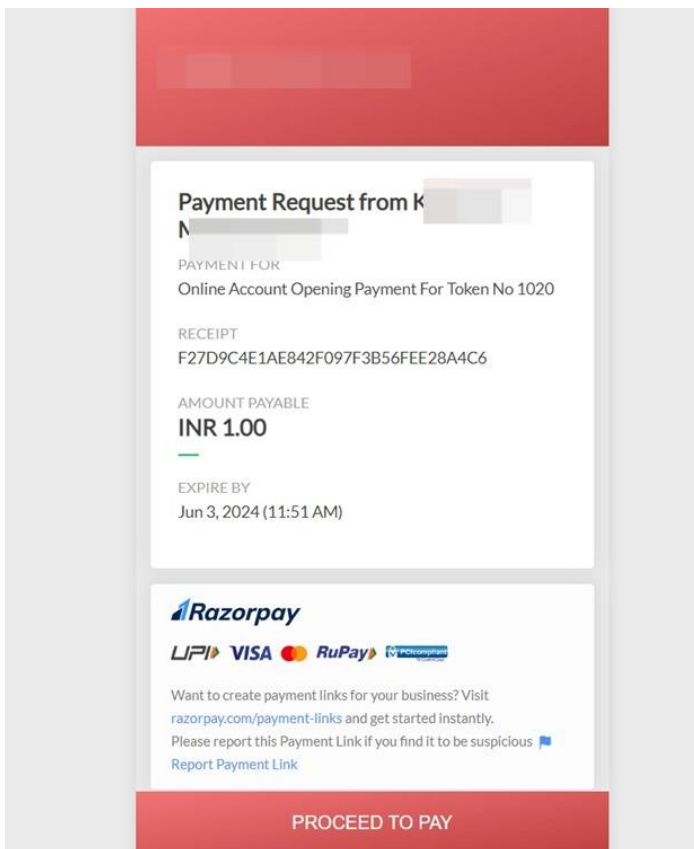 Payment Request from K
PAYMENT FOR
Online Account Opening Payment For Token No 1020
RECEIPT
F27D9C4E1AE842F097F3B56FEE28A4C6
AMOUNT PAYABLE
INR 1.00
EXPIRE BY
Jun 3, 2024 (11:51 AM)
Razorpay
UPI VISA RuPay PCI compliant
Want to create payment links for your business? Visit
razorpay.com/payment-links and get started instantly.
Please report this Payment Link if you find it to be suspicious
Report Payment Link
PROCEED TO PAY